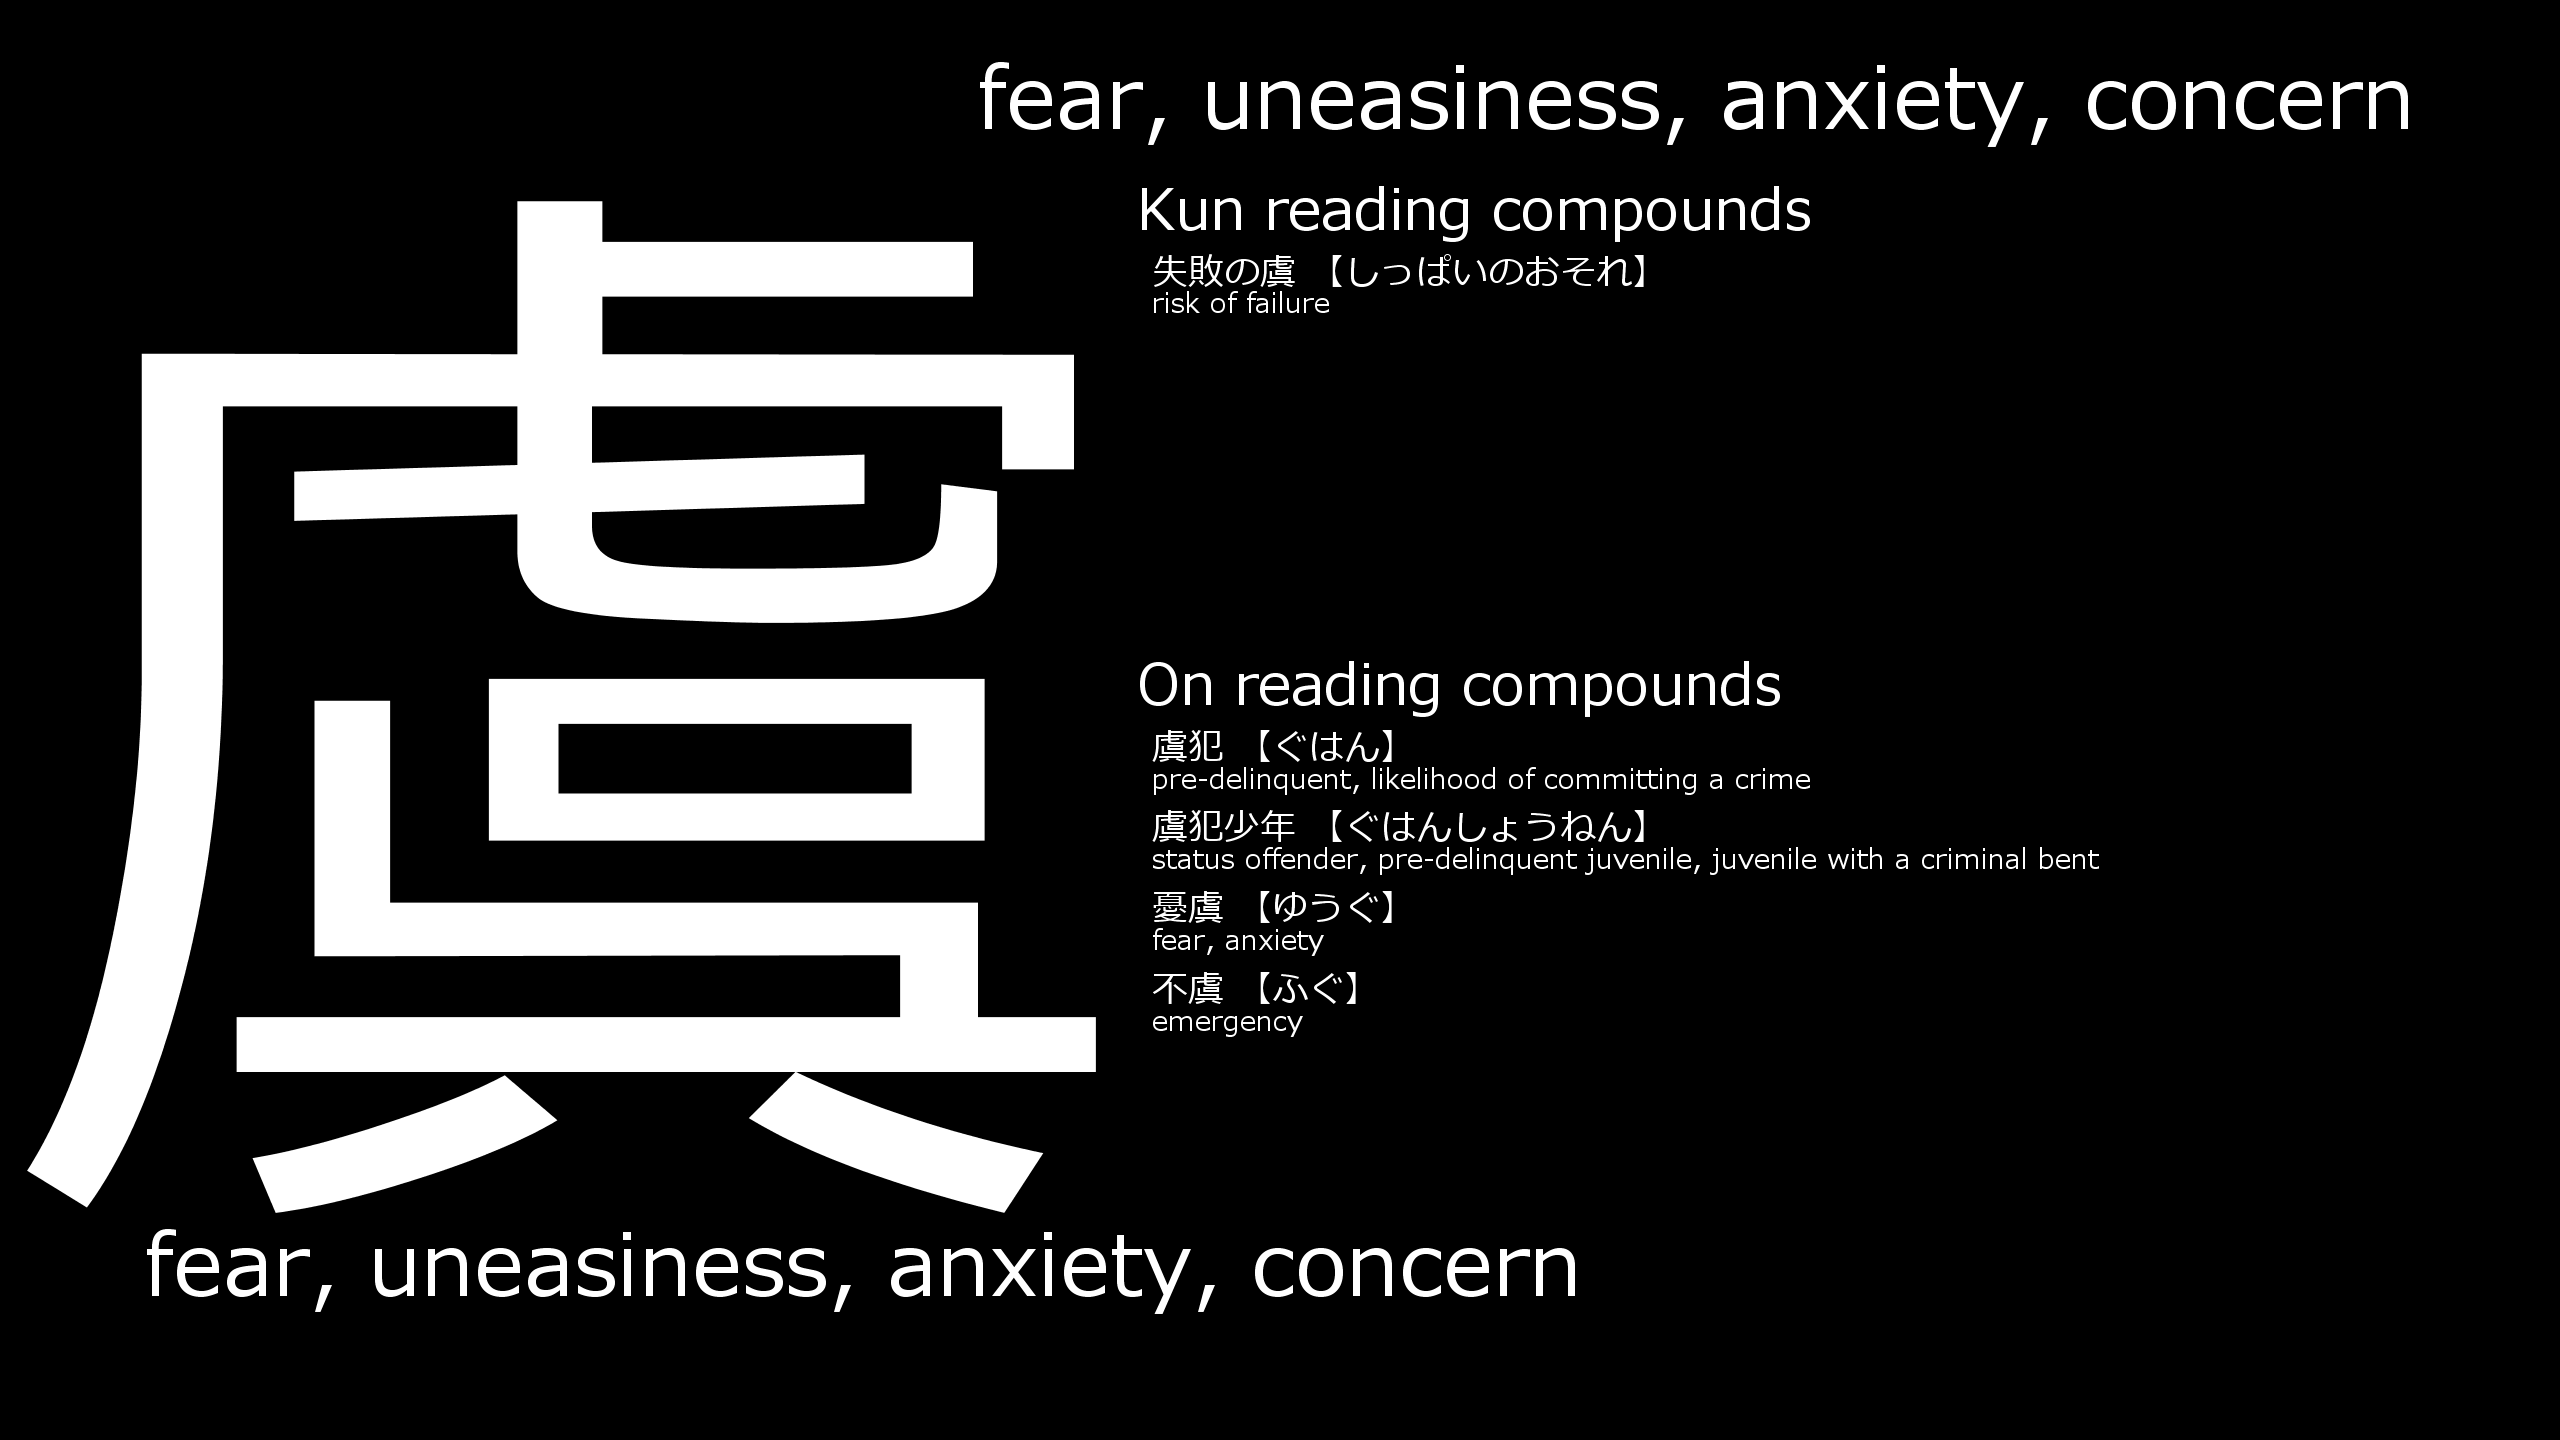 fear, uneasiness, anxiety, concern
虞
Kun reading compounds
失敗の虞 【しっぱいのおそれ】
risk of failure
On reading compounds
虞犯 【ぐはん】
pre-delinquent, likelihood of committing a crime
虞犯少年 【ぐはんしょうねん】
status offender, pre-delinquent juvenile, juvenile with a criminal bent
憂虞 【ゆうぐ】
fear, anxiety
不虞 【ふぐ】
emergency
fear, uneasiness, anxiety, concern